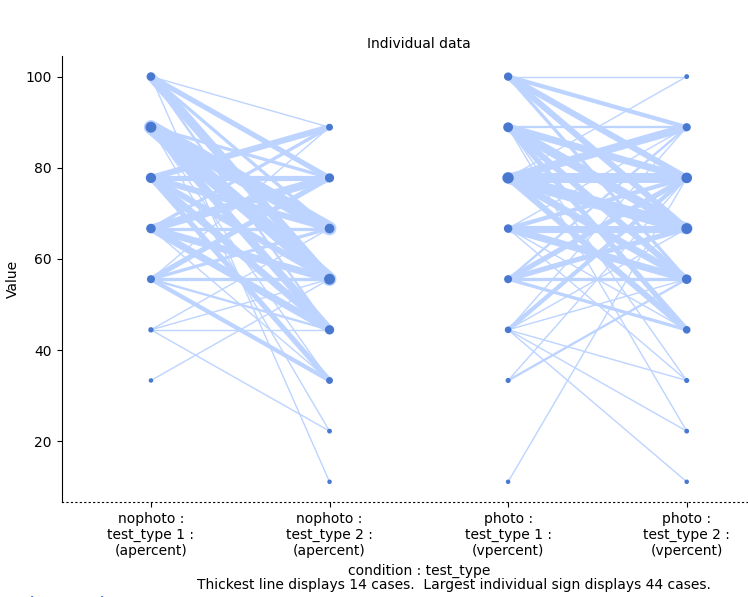 Individual data
100
80
60
40
20
Value
nophoto :
test_type 1 :
(apercent)
nophoto :
test_type 2 :
(apercent)
photo :
test_type 1 :
(vpercent)
photo :
test_type 2 :
(vpercent)
condition : test_type
Thickest line displays 14 cases.  Largest individual sign displays 44 cases.